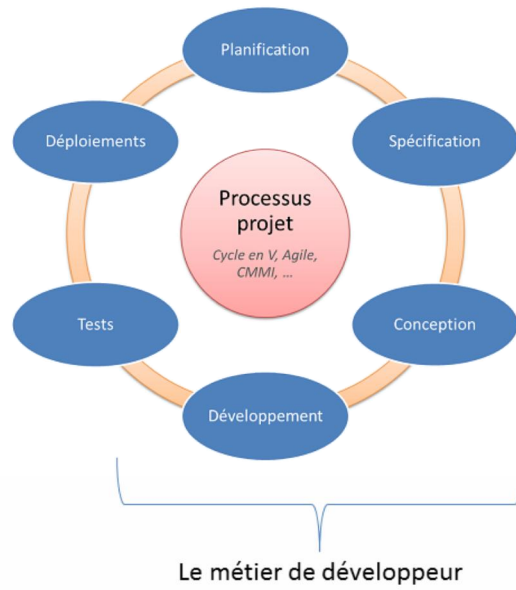 Planification
Déploiements
Spécification
Processus
projet
Cycle en V, Agile,
CMMI, ...
Tests
Conception
Développement
Le métier de développeur